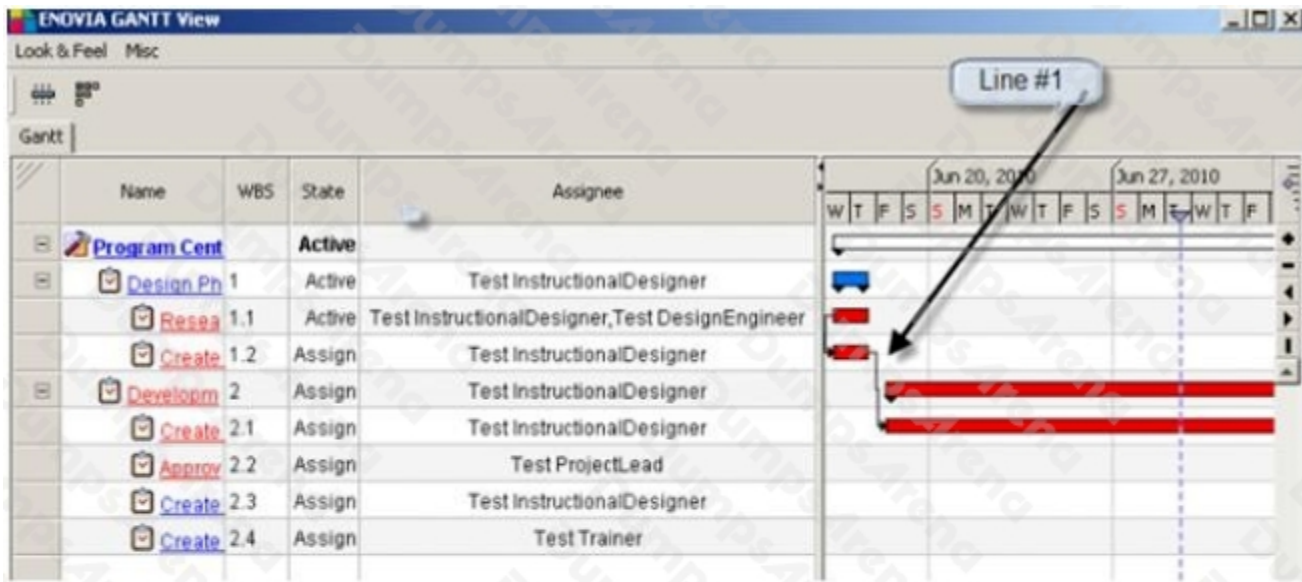 ENOVIA GANTT View
Look & Feel Misc
Line #1
Gantt
Name WBS State Assignee Jun 20, 2010 Jun 27, 2010
W T F S S M T W T F S S M T W T F
Program Cent Active
Design Ph 1 Active Test InstructionalDesigner
Resea 1.1 Active Test InstructionalDesigner,Test DesignEngineer
Create 1.2 Assign Test InstructionalDesigner
Developm 2 Assign Test InstructionalDesigner
Create 2.1 Assign Test InstructionalDesigner
Approv 2.2 Assign Test ProjectLead
Create 2.3 Assign Test InstructionalDesigner
Create 2.4 Assign Test Trainer
DumpsArena